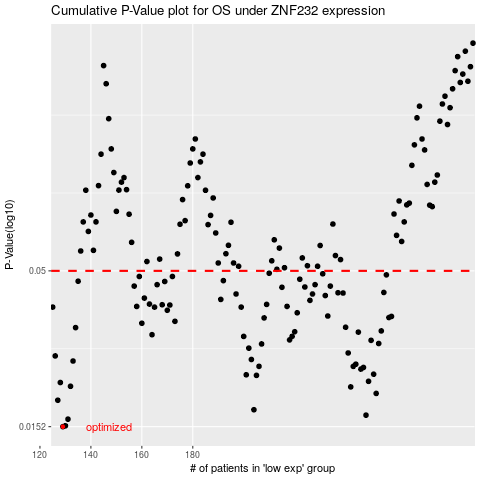 Cumulative P-Value plot for OS under ZNF232 expression
P-Value(log10)
0.05
0.0152
optimized
120 140 160 180
# of patients in 'low exp' group